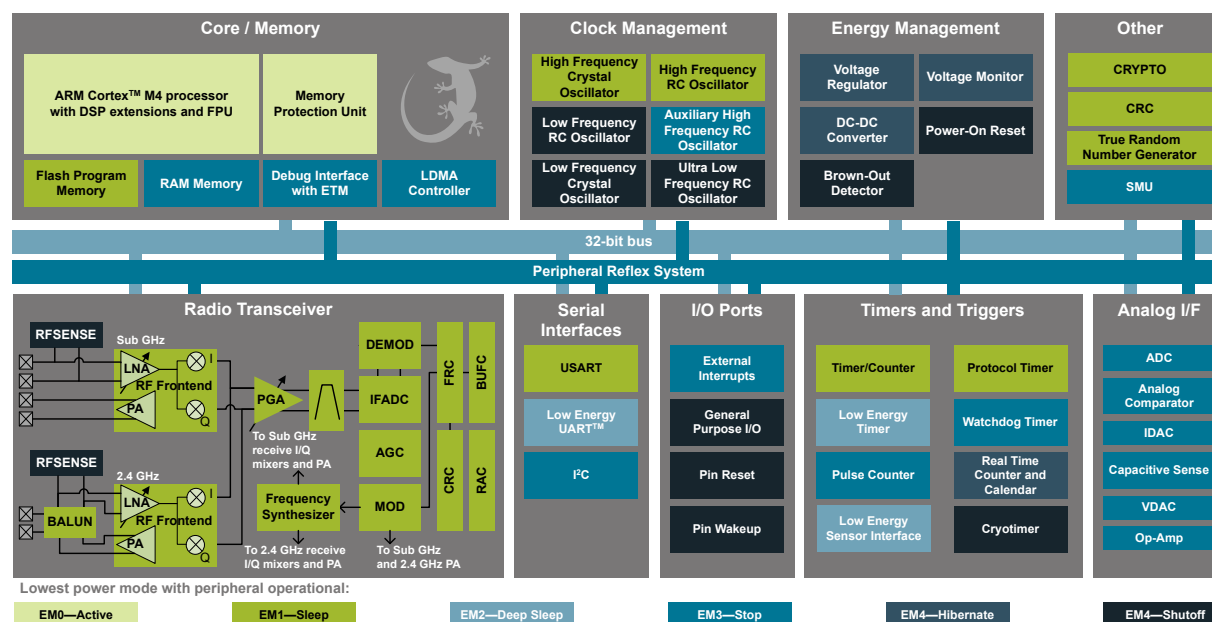 Core / Memory
ARM Cortex™ M4 processor
with DSP extensions and FPU
Memory
Protection Unit
Flash Program
Memory
RAM Memory
Debug Interface
with ETM
LDMA
Controller
Clock Management
High Frequency
Crystal
Oscillator
High Frequency
RC Oscillator
Low Frequency
RC Oscillator
Auxiliary High
Frequency RC
Oscillator
Low Frequency
Crystal
Oscillator
Ultra Low
Frequency RC
Oscillator
Energy Management
Voltage
Regulator
Voltage Monitor
DC-DC
Converter
Power-On Reset
Brown-Out
Detector
Other
CRYPTO
CRC
True Random
Number Generator
SMU
32-bit bus
Peripheral Reflex System
Radio Transceiver
RFSENSE
Sub GHz
LNA
I
RF Frontend
PA
Q
RFSENSE
2.4 GHz
LNA
I
BALUN
RF Frontend
PA
Q
PGA
To Sub GHz
receive I/Q
mixers and PA
Frequency
Synthesizer
To 2.4 GHz receive
I/Q mixers and PA
DEMOD
IFADC
AGC
MOD
To Sub GHz
and 2.4 GHz PA
FRC
BUFC
CRC
RAC
Serial
Interfaces
USART
Low Energy
UART™
I²C
I/O Ports
External
Interrupts
General
Purpose I/O
Pin Reset
Pin Wakeup
Timers and Triggers
Timer/Counter
Protocol Timer
Low Energy
Timer
Watchdog Timer
Pulse Counter
Real Time
Counter and
Calendar
Low Energy
Sensor Interface
Cryotimer
Analog I/F
ADC
Analog
Comparator
IDAC
Capacitive Sense
VDAC
Op-Amp
Lowest power mode with peripheral operational:
EM0—Active
EM1—Sleep
EM2—Deep Sleep
EM3—Stop
EM4—Hibernate
EM4—Shutoff